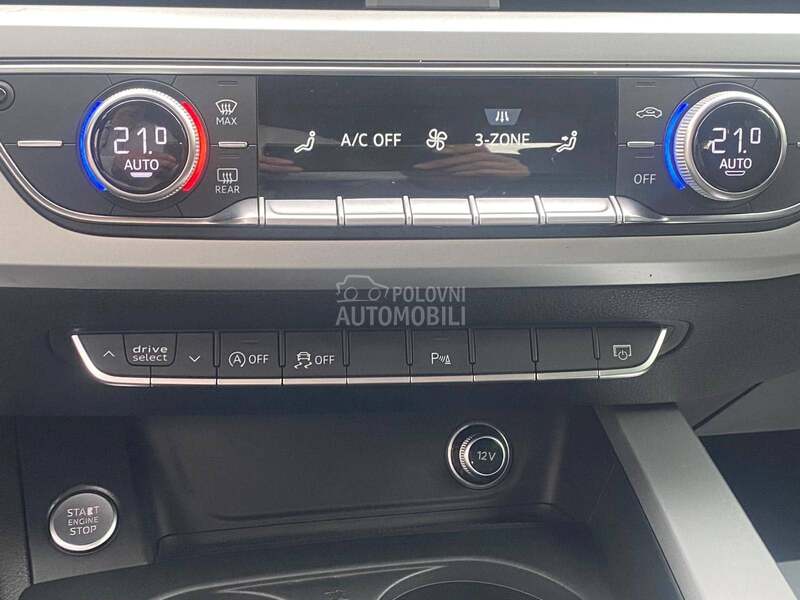 21.0
AUTO
MAX
REAR
A/C OFF
3-ZONE
OFF
21.0
AUTO
POLOVNI
AUTOMOBILI
drive
select
A OFF
OFF
P
12V
START
ENGINE
STOP